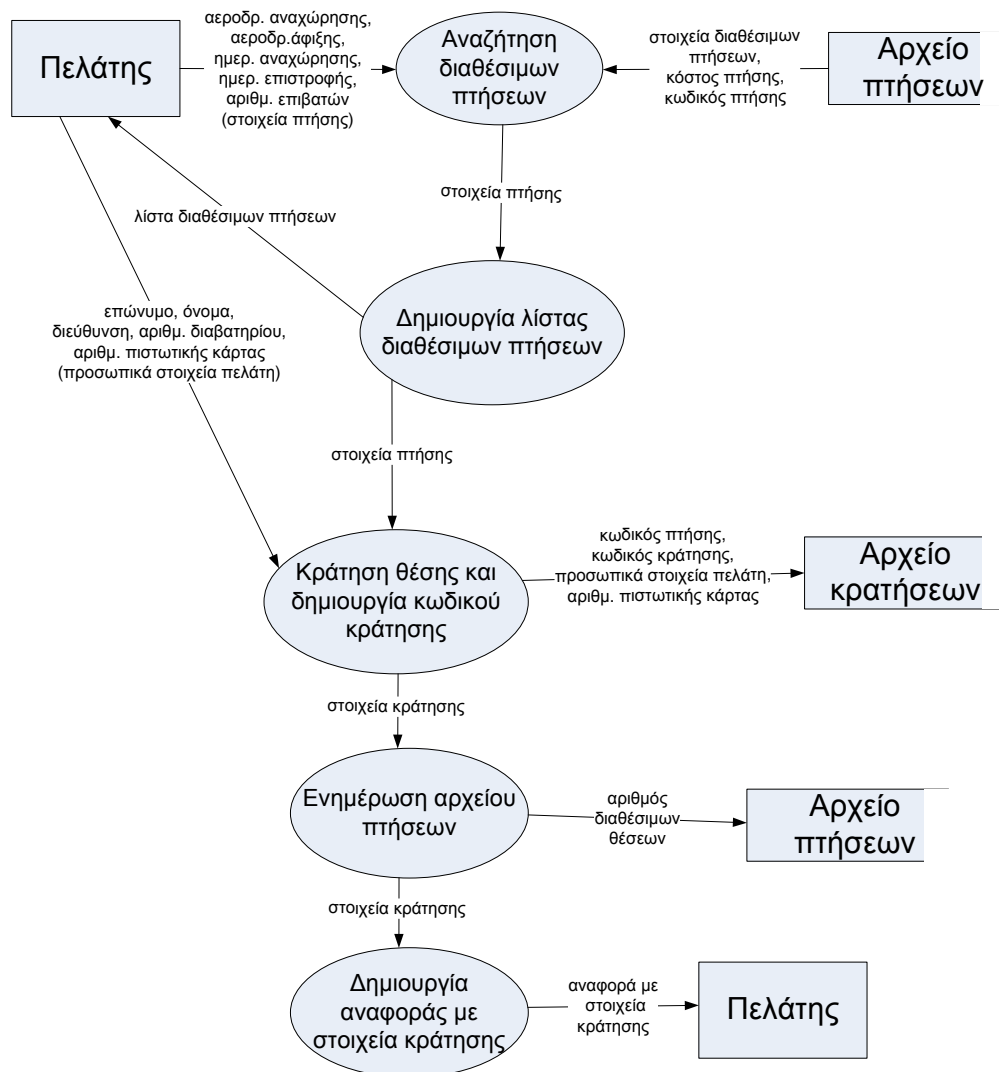 Πελάτης
αεροδρ. αναχώρησης,
αεροδρ.άφιξης,
ημερ. αναχώρησης,
ημερ. επιστροφής,
αριθμ. επιβατών
(στοιχεία πτήσης)
Αναζήτηση
διαθέσιμων
πτήσεων
στοιχεία διαθέσιμων
πτήσεων,
κόστος πτήσης,
κωδικός πτήσης
Αρχείο
πτήσεων
στοιχεία πτήσης
λίστα διαθέσιμων πτήσεων
Δημιουργία λίστας
διαθέσιμων πτήσεων
επώνυμο, όνομα,
διεύθυνση, αριθμ. διαβατηρίου,
αριθμ. πιστωτικής κάρτας
(προσωπικά στοιχεία πελάτη)
στοιχεία πτήσης
Κράτηση θέσης και
δημιουργία κωδικού
κράτησης
κωδικός πτήσης,
κωδικός κράτησης,
προσωπικά στοιχεία πελάτη,
αριθμ. πιστωτικής κάρτας
Αρχείο
κρατήσεων
στοιχεία κράτησης
Ενημέρωση αρχείου
πτήσεων
αριθμός
διαθέσιμων
θέσεων
Αρχείο
πτήσεων
στοιχεία κράτησης
Δημιουργία
αναφοράς με
στοιχεία κράτησης
αναφορά με
στοιχεία
κράτησης
Πελάτης